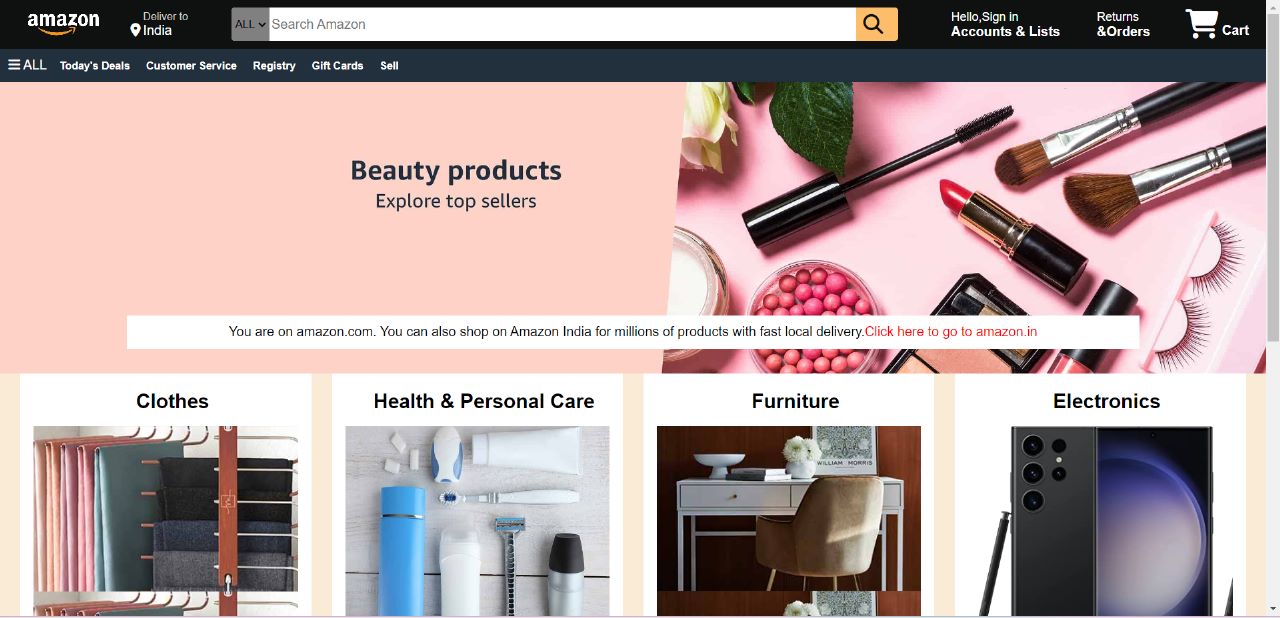 amazon
Deliver to
India
ALL
Search Amazon
Hello,Sign in
Accounts & Lists
Returns
&Orders
Cart
ALL
Today's Deals
Customer Service
Registry
Gift Cards
Sell
Beauty products
Explore top sellers
You are on amazon.com. You can also shop on Amazon India for millions of products with fast local delivery.Click here to go to amazon.in
Clothes
Health & Personal Care
Furniture
Electronics
WILLIAM MORRIS